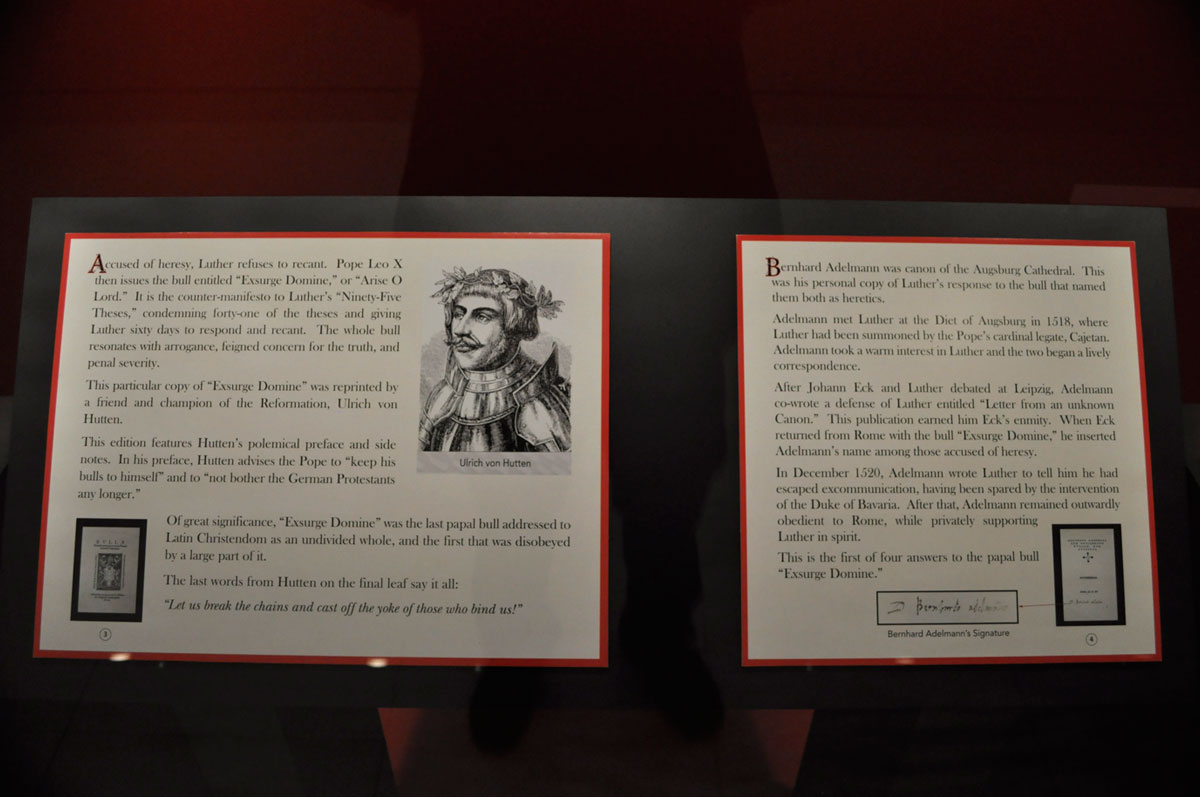 Accused of heresy, Luther refuses to recant. Pope Leo X
then issues the bull entitled “Exsurge Domine,” or “Arise O
Lord.” It is the counter-manifesto to Luther’s “Ninety-Five
Theses,” condemning forty-one of the theses and giving
Luther sixty days to respond and recant. The whole bull
resonates with arrogance, feigned concern for the truth, and
penal severity.
This particular copy of “Exsurge Domine” was reprinted by
a friend and champion of the Reformation, Ulrich von
Hutten.
This edition features Hutten’s polemical preface and side
notes. In his preface, Hutten advises the Pope to “keep his
bulls to himself” and to “not bother the German Protestants
any longer.”
Ulrich von Hutten
Of great significance, “Exsurge Domine” was the last papal bull addressed to
Latin Christendom as an undivided whole, and the first that was disobeyed
by a large part of it.
The last words from Hutten on the final leaf say it all:
“Let us break the chains and cast off the yoke of those who bind us!”
BULLA
3
Bernhard Adelmann was canon of the Augsburg Cathedral. This
was his personal copy of Luther’s response to the bull that named
them both as heretics.
Adelmann met Luther at the Diet of Augsburg in 1518, where
Luther had been summoned by the Pope’s cardinal legate, Cajetan.
Adelmann took a warm interest in Luther and the two began a lively
correspondence.
After Johann Eck and Luther debated at Leipzig, Adelmann
co-wrote a defense of Luther entitled “Letter from an unknown
Canon.” This publication earned him Eck’s enmity. When Eck
returned from Rome with the bull “Exsurge Domine,” he inserted
Adelmann’s name among those accused of heresy.
In December 1520, Adelmann wrote Luther to tell him he had
escaped excommunication, having been spared by the intervention
of the Duke of Bavaria. After that, Adelmann remained outwardly
obedient to Rome, while privately supporting
Luther in spirit.
This is the first of four answers to the papal bull
“Exsurge Domine.”
Bernhard Adelmann’s Signature
4